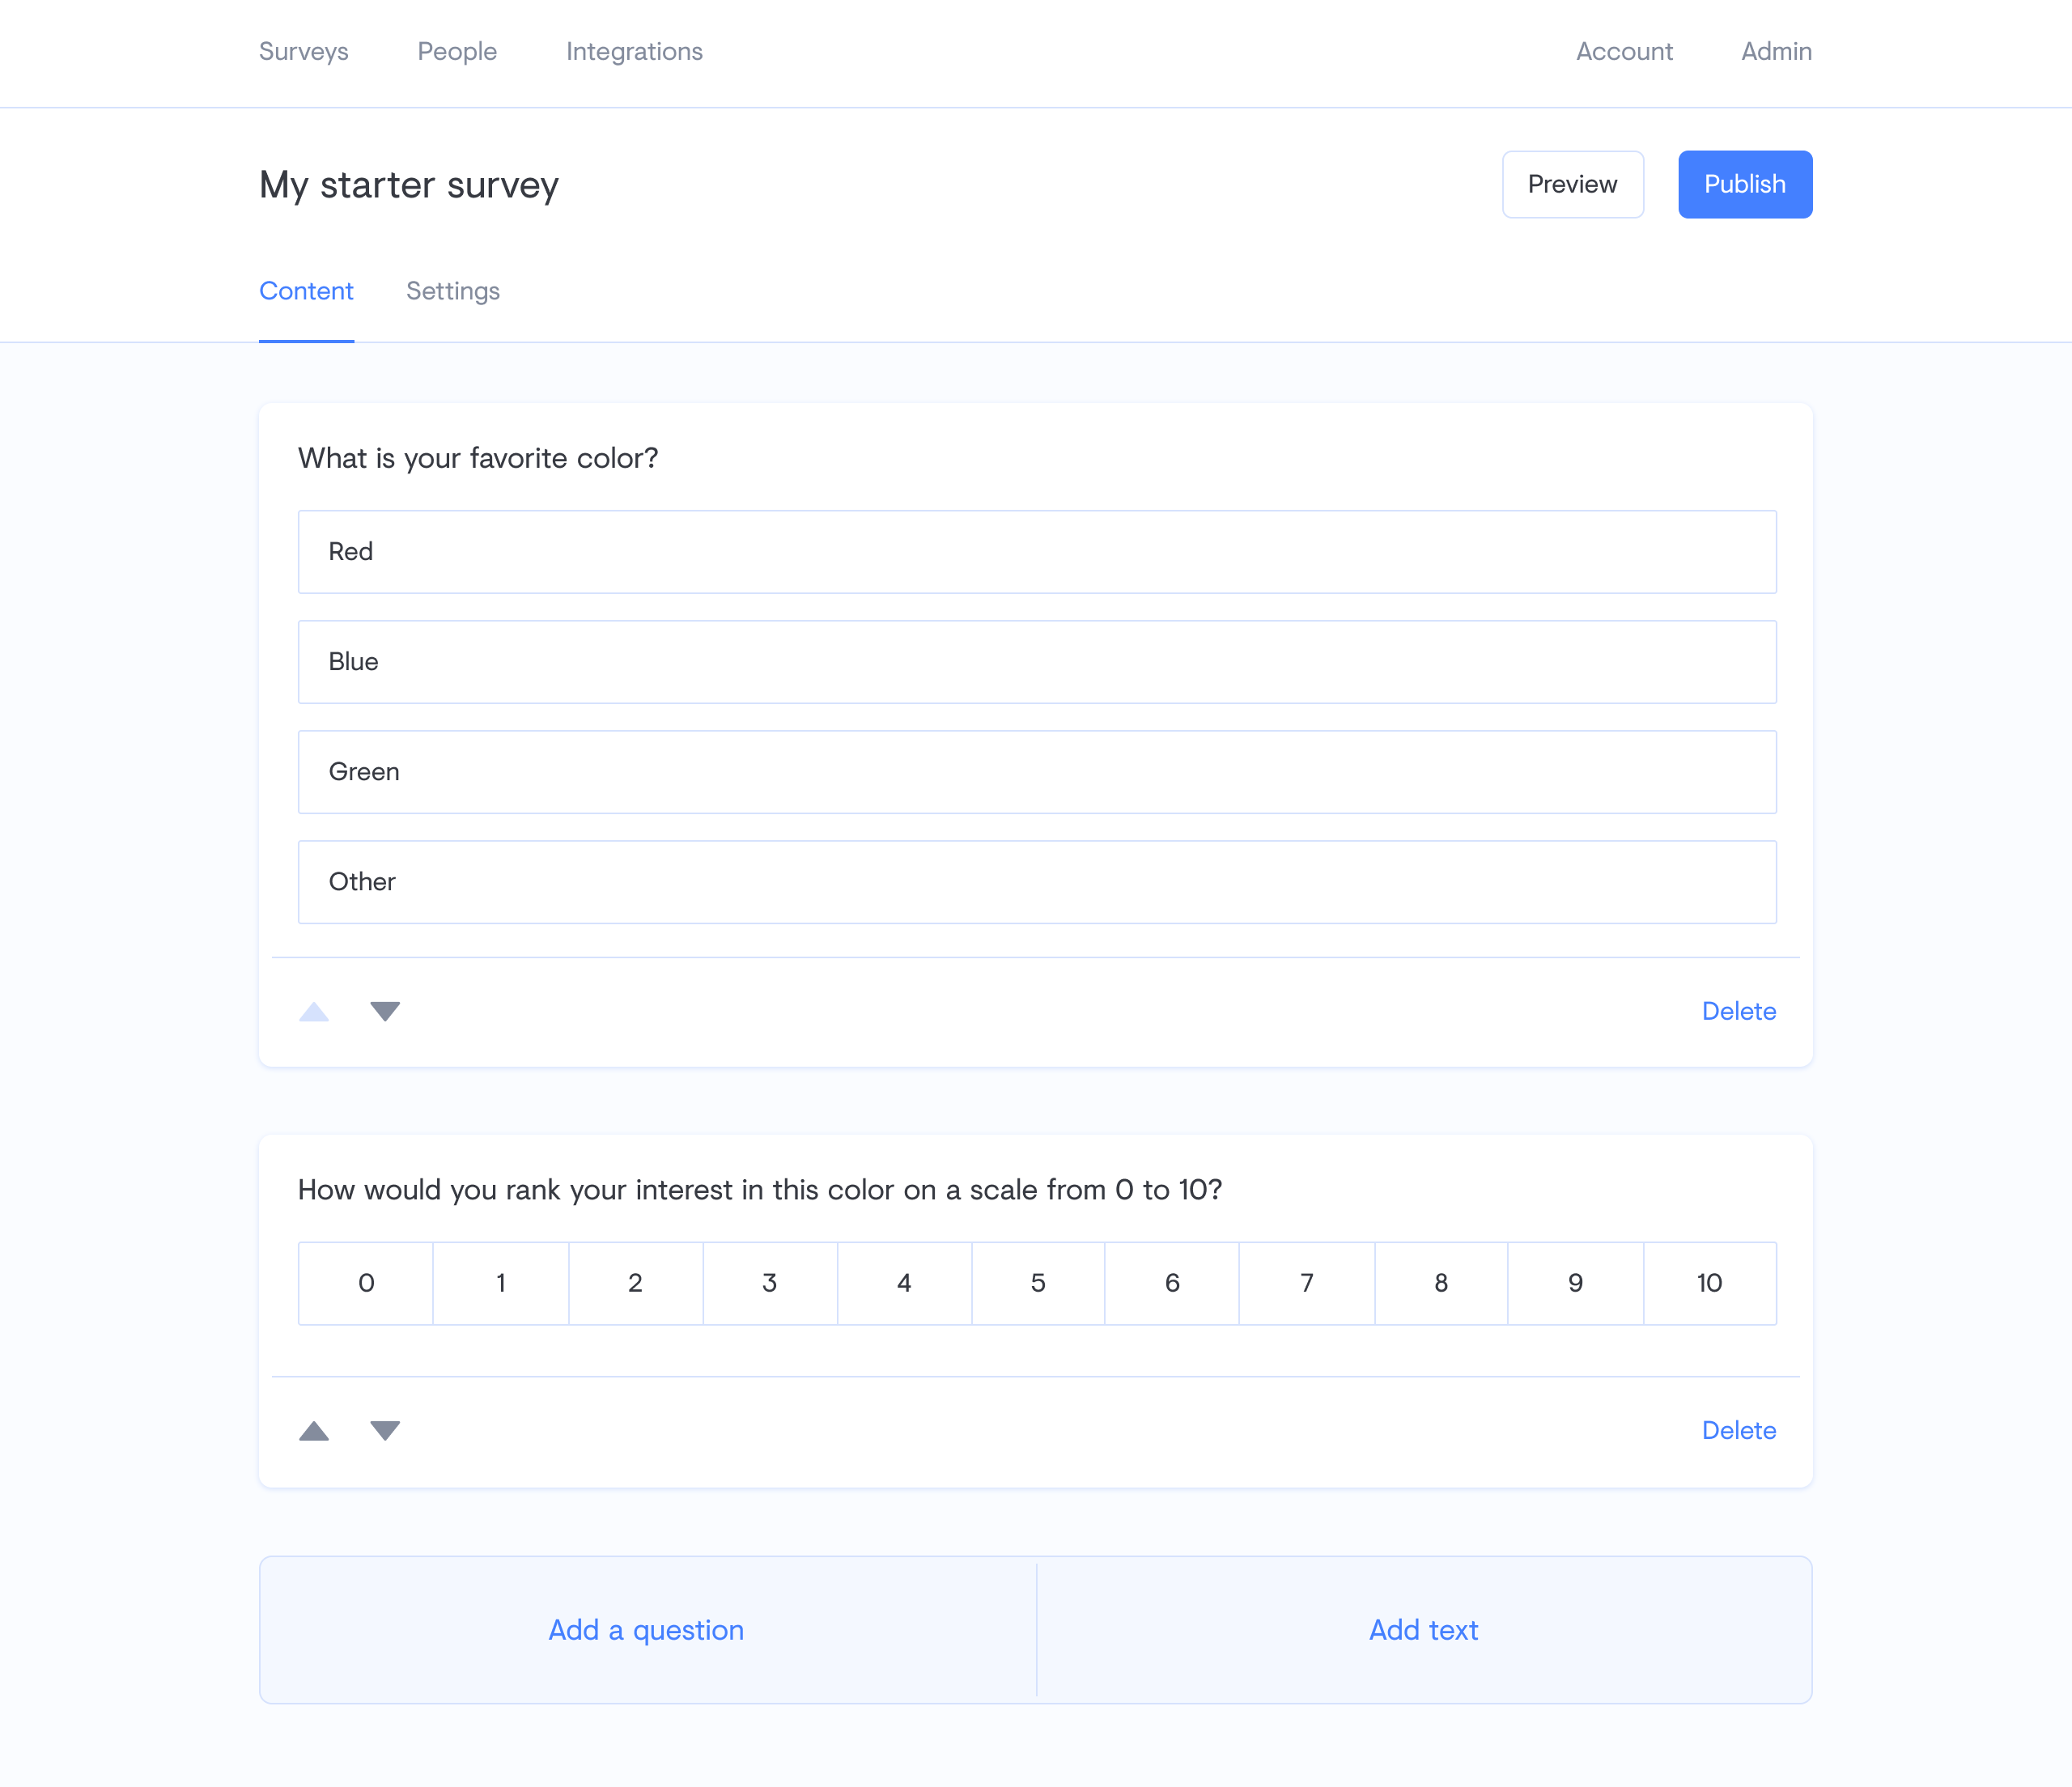 Surveys People Integrations Account Admin
My starter survey Preview Publish
Content Settings
What is your favorite color?
Red
Blue
Green
Other
Delete
How would you rank your interest in this color on a scale from 0 to 10?
0 1 2 3 4 5 6 7 8 9 10
Delete
Add a question Add text